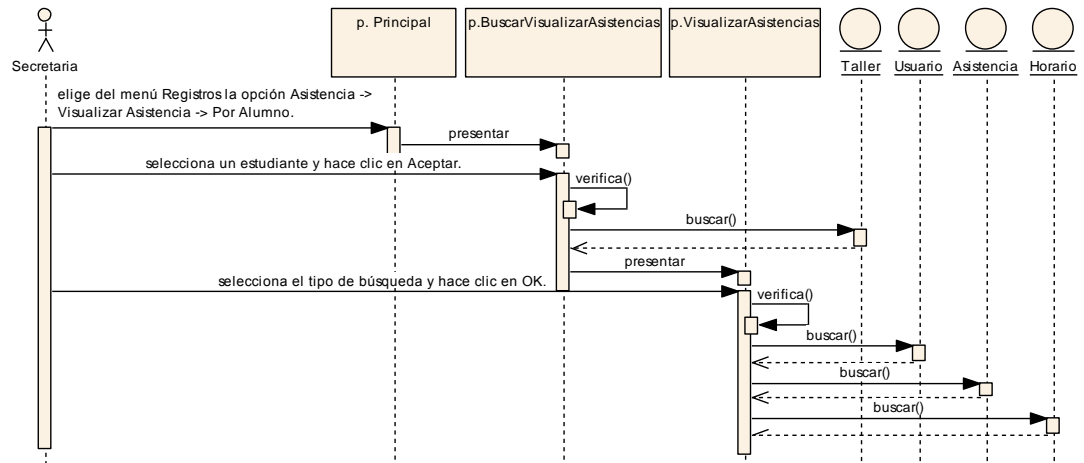 p. Principal
p.BuscarVisualizarAsistencias
p.VisualizarAsistencias
Secretaria
Taller
Usuario
Asistencia
Horario
elige del menú Registros la opción Asistencia ->
Visualizar Asistencia -> Por Alumno.
presentar
selecciona un estudiante y hace clic en Aceptar.
verifica()
buscar()
presentar
selecciona el tipo de búsqueda y hace clic en OK.
verifica()
buscar()
buscar()
buscar()